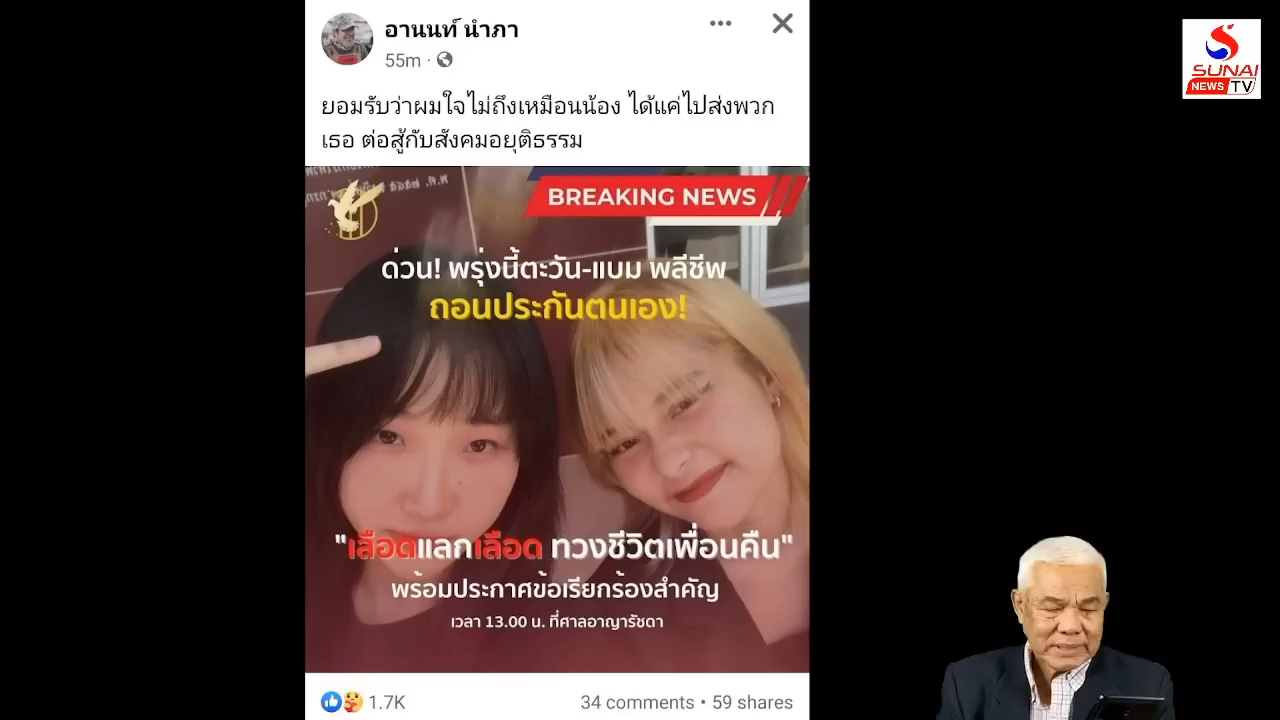 อานนท์ นำภา
55m ·
ยอมรับว่าผมใจไม่ถึงเหมือนน้อง ได้แค่ไปส่งพวก
เธอ ต่อสู้กับสังคมอยุติธรรม
BREAKING NEWS
ด่วน! พรุ่งนี้ตะวัน-แบม พลีชีพ
ถอนประกันตนเอง!
"เลือดแลกเลือด ทวงชีวิตเพื่อนคืน"
พร้อมประกาศข้อเรียกร้องสำคัญ
เวลา 13.00 น. ที่ศาลอาญารัชดา
1.7K
34 comments • 59 shares
SUNAI
NEWS TV